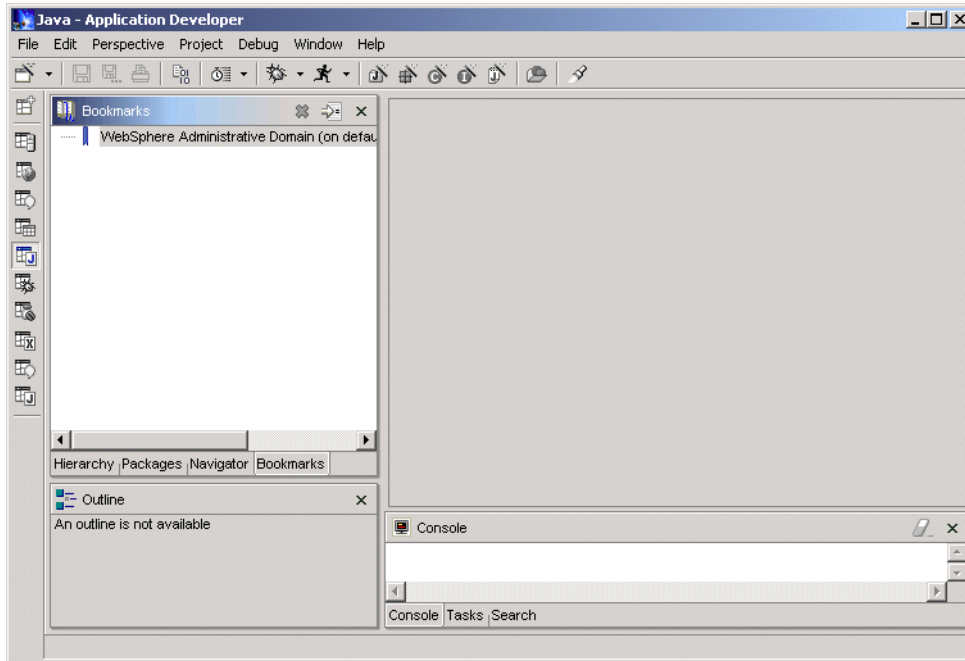 Java - Application Developer
File Edit Perspective Project Debug Window Help
Bookmarks
WebSphere Administrative Domain (on defau
Hierarchy Packages Navigator Bookmarks
Outline
An outline is not available
Console
Console Tasks Search